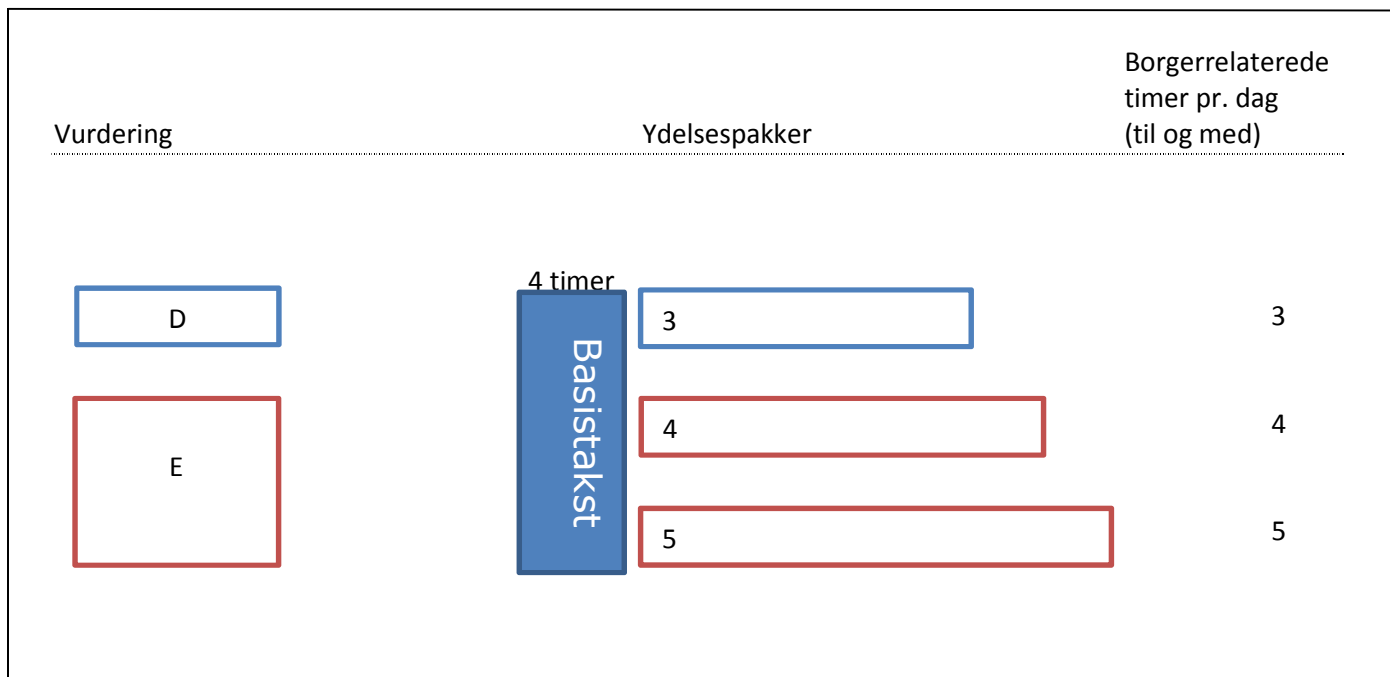 Borgerrelaterede
timer pr. dag
Vurdering Ydelsespakker (til og med)
4 timer
D Basistakst 3 3
4 4
E
5 5